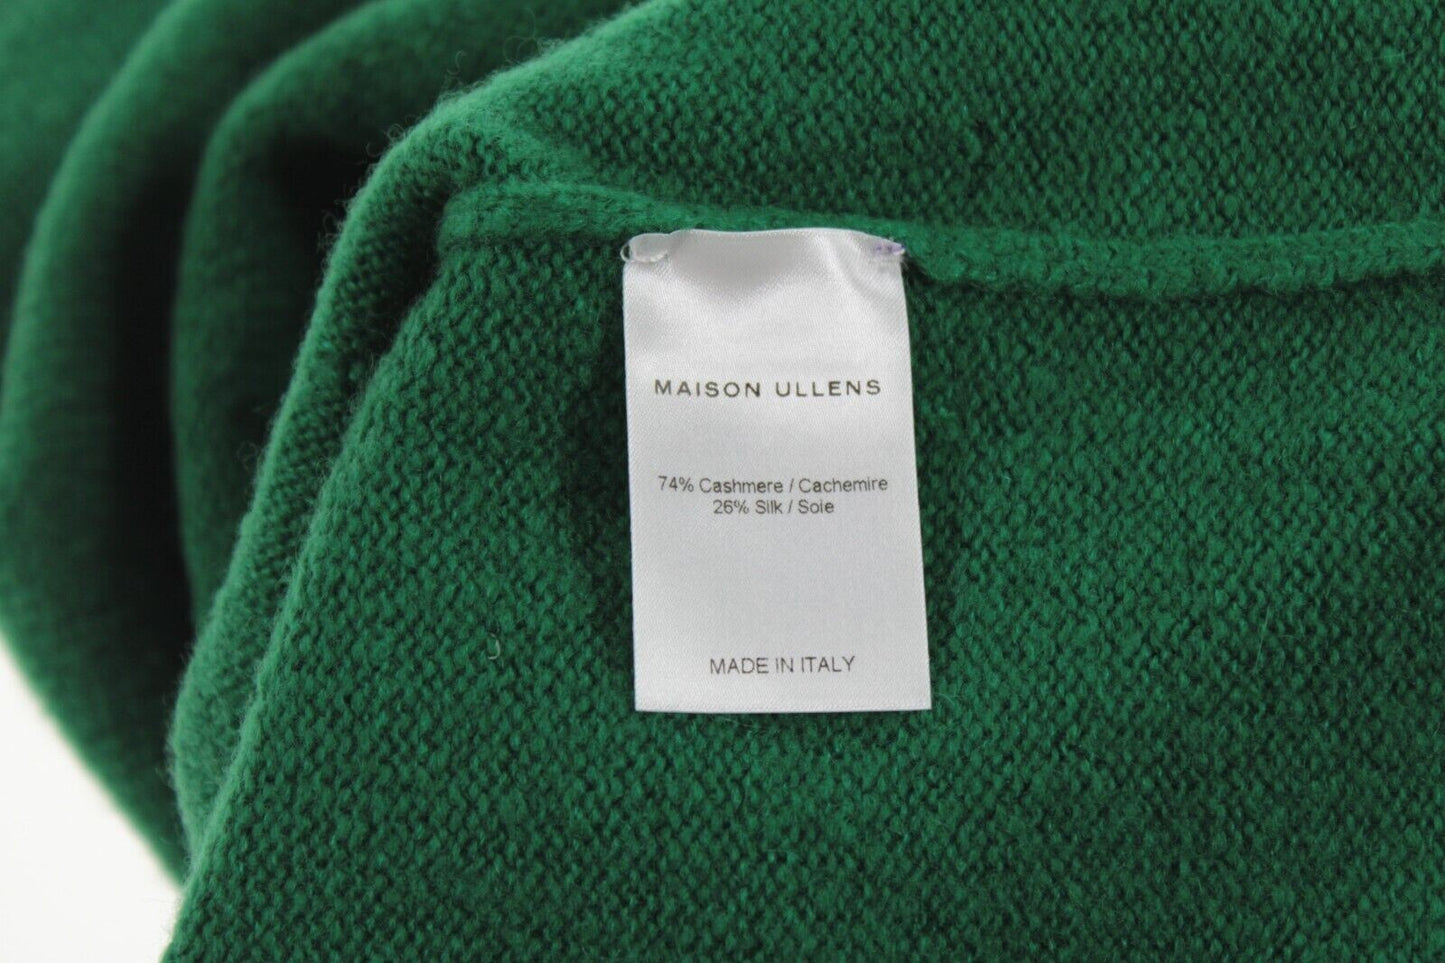 MAISON ULLENS
74% Cashmere / Cachemire
26% Silk / Soie
MADE IN ITALY